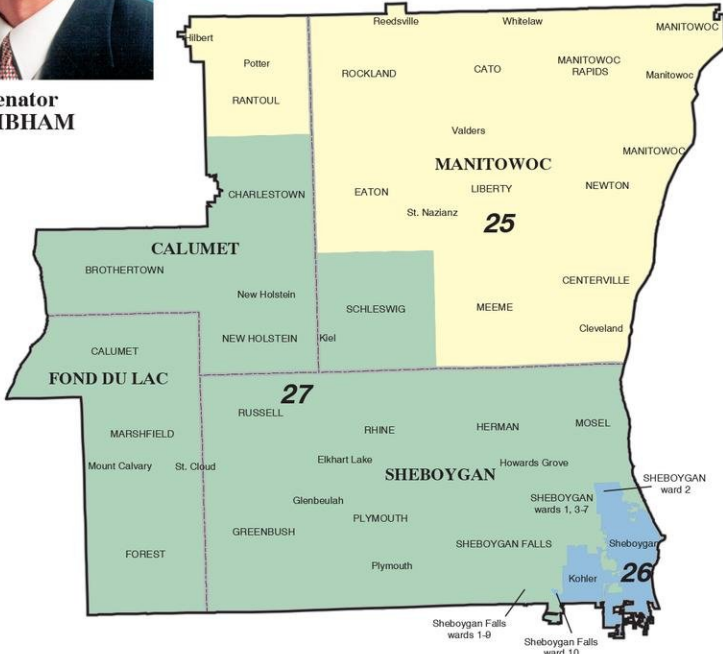 enator
IBHAM
Hilbert
Reedsville
Whitelaw
MANITOWOC
Potter
ROCKLAND
CATO
MANITOWOC
RAPIDS
Manitowoc
RANTOUL
Valders
MANITOWOC
MANITOWOC
CHARLESTOWN
EATON
LIBERTY
NEWTON
St. Nazianz
25
CALUMET
BROTHERTOWN
New Holstein
SCHLESWIG
MEEME
CENTERVILLE
Cleveland
NEW HOLSTEIN
Kiel
CALUMET
FOND DU LAC
27
RUSSELL
RHINE
HERMAN
MOSEL
MARSHFIELD
Mount Calvary
St. Cloud
Elkhart Lake
Howards Grove
SHEBOYGAN
SHEBOYGAN
ward 2
Glenbeulah
SHEBOYGAN
wards 1, 3-7
PLYMOUTH
GREENBUSH
SHEBOYGAN FALLS
Sheboygan
FOREST
Plymouth
Kohler
26
Sheboygan Falls
wards 1-9
Sheboygan Falls
ward 10